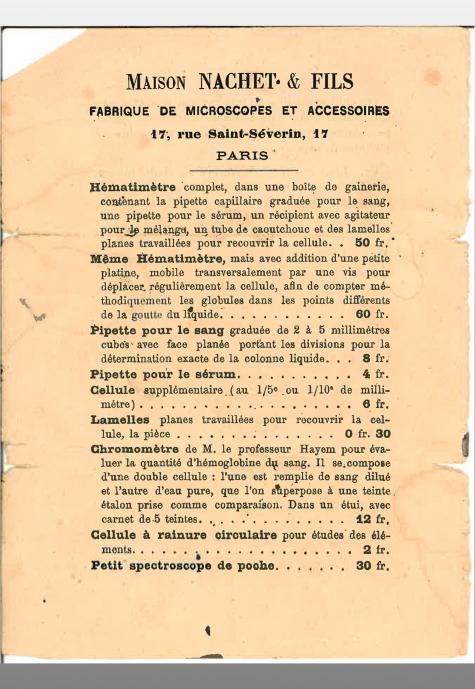 MAISON NACHET & FILS
FABRIQUE DE MICROSCOPES ET ACCESSOIRES
17, rue Saint-Séverin, 17
PARIS
Hématimètre complet, dans une boîte de gainerie,
contenant la pipette capillaire graduée pour le sang,
une pipette pour le sérum, un récipient avec agitateur
pour le mélange, un tube de caoutchouc et des lamelles
planes travaillées pour recouvrir la cellule. . 50 fr.
Même Hématimètre, mais avec addition d'une petite
platine, mobile transversalement par une vis pour
déplacer régulièrement la cellule, afin de compter mé-
thodiquement les globules dans les points différents
de la goutte du liquide. . . . . . . . . . . . 60 fr.
Pipette pour le sang graduée de 2 à 5 millimètres
cubes avec face planée portant les divisions pour la
détermination exacte de la colonne liquide. . . 8 fr.
Pipette pour le sérum. . . . . . . . . . 4 fr.
Cellule supplémentaire (au 1/5e ou 1/10e de milli-
mètre) . . . . . . . . . . . . . . . . . . . 6 fr.
Lamelles planes travaillées pour recouvrir la cel-
lule, la pièce . . . . . . . . . . . . . . 0 fr. 30
Chromomètre de M. le professeur Hayem pour éva-
luer la quantité d'hémoglobine du sang. Il se compose
d'une double cellule : l'une est remplie de sang dilué
et l'autre d'eau pure, que l'on superpose à une teinte
étalon prise comme comparaison. Dans un étui, avec
carnet de 5 teintes. . . . . . . . . . . . . 12 fr.
Cellule à rainure circulaire pour études des élé-
ments. . . . . . . . . . . . . . . . . . . 2 fr.
Petit spectroscope de poche. . . . . . . 30 fr.